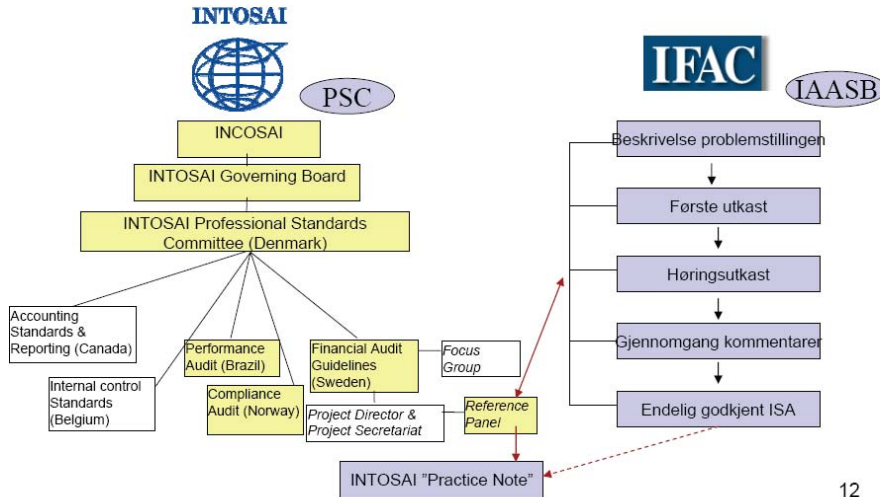 INTOSAI
PSC
INCOSAI
INTOSAI Governing Board
INTOSAI Professional Standards
Committee (Denmark)
Accounting
Standards &
Reporting (Canada)
Internal control
Standards
(Belgium)
Performance
Audit (Brazil)
Compliance
Audit (Norway)
Financial Audit
Guidelines
(Sweden)
Focus
Group
Project Director &
Project Secretariat
Reference
Panel
INTOSAI ”Practice Note”
IFAC
IAASB
Beskrivelse problemstillingen
Første utkast
Høringsutkast
Gjennomgang kommentarer
Endelig godkjent ISA
12